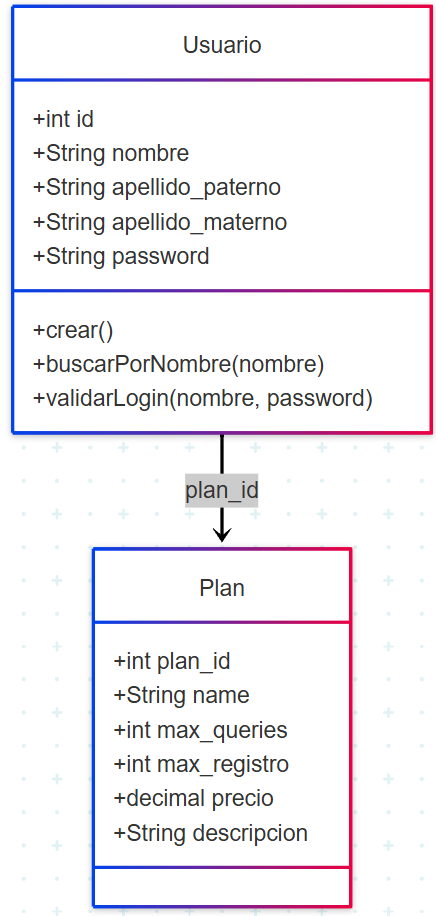 Usuario
+int id
+String nombre
+String apellido_paterno
+String apellido_materno
+String password
+crear()
+buscarPorNombre(nombre)
+validarLogin(nombre, password)
plan_id
Plan
+int plan_id
+String name
+int max_queries
+int max_registro
+decimal precio
+String descripcion